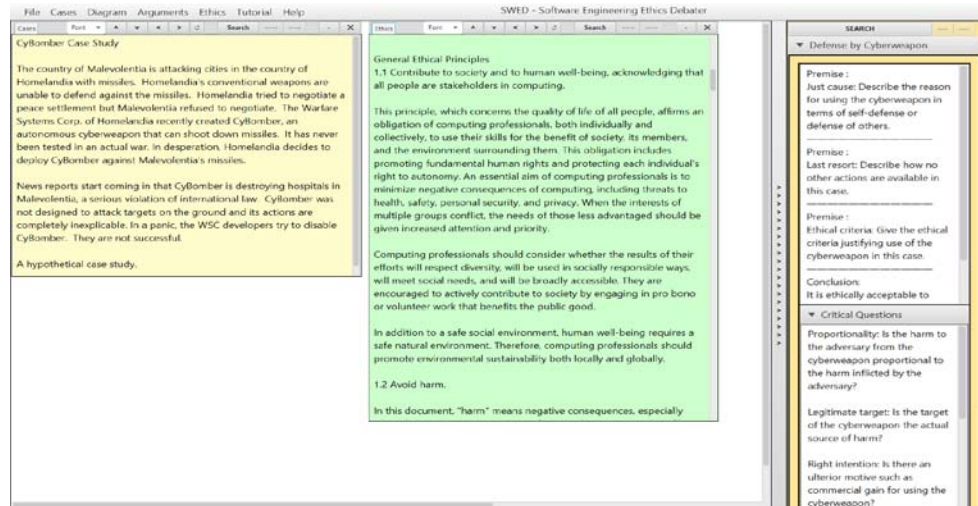 SWED - Software Engineering Ethics Debater
File Cases Diagram Arguments Ethics Tutorial Help
Cases Font Search X
CyBomber Case Study
The country of Malevolentia is attacking cities in the country of
Homelandia with missiles. Homelandia's conventional weapons are
unable to defend against the missiles. Homelandia tried to negotiate a
peace settlement but Malevolentia refused to negotiate. The Warfare
Systems Corp. of Homelandia recently created CyBomber, an
autonomous cyberweapon that can shoot down missiles. It has never
been tested in an actual war. In desperation, Homelandia decides to
deploy CyBomber against Malevolentia's missiles.
News reports start coming in that CyBomber is destroying hospitals in
Malevolentia, a serious violation of international law. CyBomber was
not designed to attack targets on the ground and its actions are
completely inexplicable. In a panic, the WSC developers try to disable
CyBomber. They are not successful.
A hypothetical case study.
Ethics Font Search X
General Ethical Principles
1.1 Contribute to society and to human well-being, acknowledging that
all people are stakeholders in computing.
This principle, which concerns the quality of life of all people, affirms an
obligation of computing professionals, both individually and
collectively, to use their skills for the benefit of society, its members,
and the environment surrounding them. This obligation includes
promoting fundamental human rights and protecting each individual's
right to autonomy. An essential aim of computing professionals is to
minimize negative consequences of computing, including threats to
health, safety, personal security, and privacy. When the interests of
multiple groups conflict, the needs of those less advantaged should be
given increased attention and priority.
Computing professionals should consider whether the results of their
efforts will respect diversity, will be used in socially responsible ways,
will meet social needs, and will be broadly accessible. They are
encouraged to actively contribute to society by engaging in pro bono
or volunteer work that benefits the public good.
In addition to a safe social environment, human well-being requires a
safe natural environment. Therefore, computing professionals should
promote environmental sustainability both locally and globally.
1.2 Avoid harm.
In this document, "harm" means negative consequences, especially
SEARCH
Defense by Cyberweapon
Premise :
Just cause: Describe the reason
for using the cyberweapon in
terms of self-defense or
defense of others.
Premise :
Last resort: Describe how no
other actions are available in
this case.
Premise :
Ethical criteria: Give the ethical
criteria justifying use of the
cyberweapon in this case.
Conclusion:
It is ethically acceptable to
Critical Questions
Proportionality: Is the harm to
the adversary from the
cyberweapon proportional to
the harm inflicted by the
adversary?
Legitimate target: Is the target
of the cyberweapon the actual
source of harm?
Right intention: Is there an
ulterior motive such as
commercial gain for using the
cyberweapon?